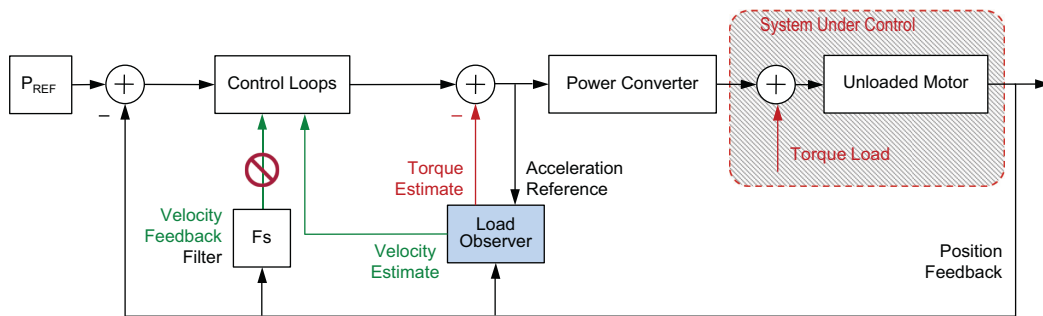 System Under Control
P_REF
+
Control Loops
+
Power Converter
+
Unloaded Motor
−
−
Torque Load
Torque
Estimate
Acceleration
Reference
Velocity
Feedback
Filter
Fs
Load
Observer
Velocity
Estimate
Position
Feedback